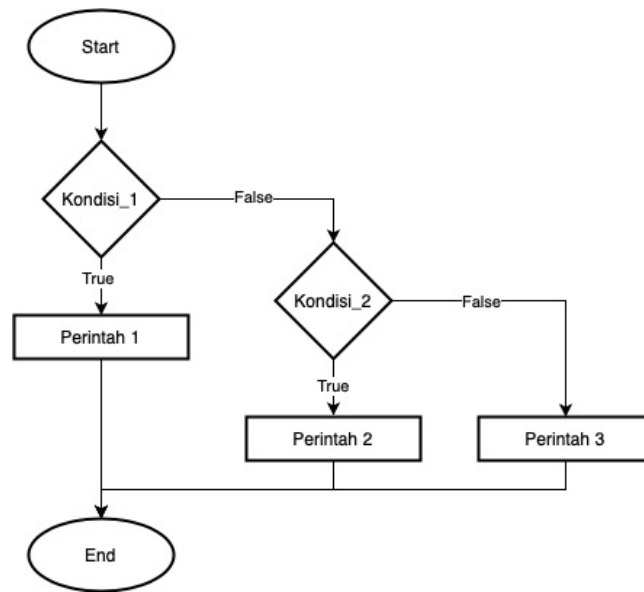 Start
Kondisi_1
False
True
Kondisi_2
False
Perintah 1
True
Perintah 2
Perintah 3
End